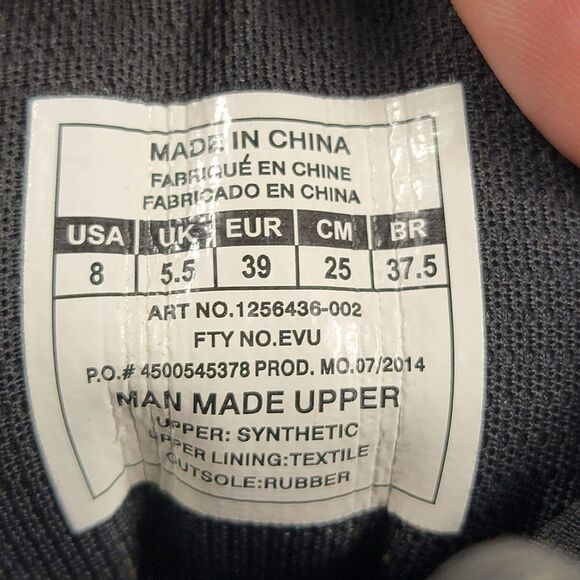 MADE IN CHINA
FABRIQUÉ EN CHINE
FABRICADO EN CHINA
USA UK EUR CM BR
8 5.5 39 25 37.5
ART NO.1256436-002
FTY NO.EVU
P.O.# 4500545378 PROD. MO.07/2014
MAN MADE UPPER
UPPER: SYNTHETIC
UPPER LINING:TEXTILE
OUTSOLE:RUBBER